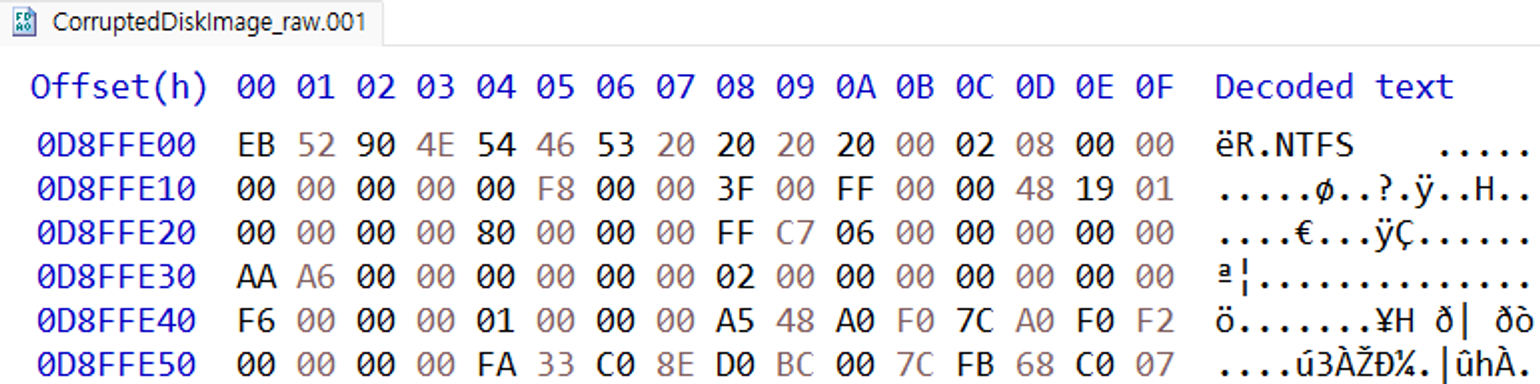 CorruptedDiskImage_raw.001
Offset(h) 00 01 02 03 04 05 06 07 08 09 0A 0B 0C 0D 0E 0F Decoded text
0D8FFE00 EB 52 90 4E 54 46 53 20 20 20 20 00 02 08 00 00 ëR.NTFS    .....
0D8FFE10 00 00 00 00 00 F8 00 00 3F 00 FF 00 00 48 19 01 .....ø..?.ÿ..H..
0D8FFE20 00 00 00 00 80 00 00 00 FF C7 06 00 00 00 00 00 ....€...ÿÇ......
0D8FFE30 AA A6 00 00 00 00 00 00 02 00 00 00 00 00 00 00 ª¦..............
0D8FFE40 F6 00 00 00 01 00 00 00 A5 48 A0 F0 7C A0 F0 F2 ö.......¥H ð| ðò
0D8FFE50 00 00 00 00 FA 33 C0 8E D0 BC 00 7C FB 68 C0 07 ....ú3ÀŽÐ¼.|ûhÀ.